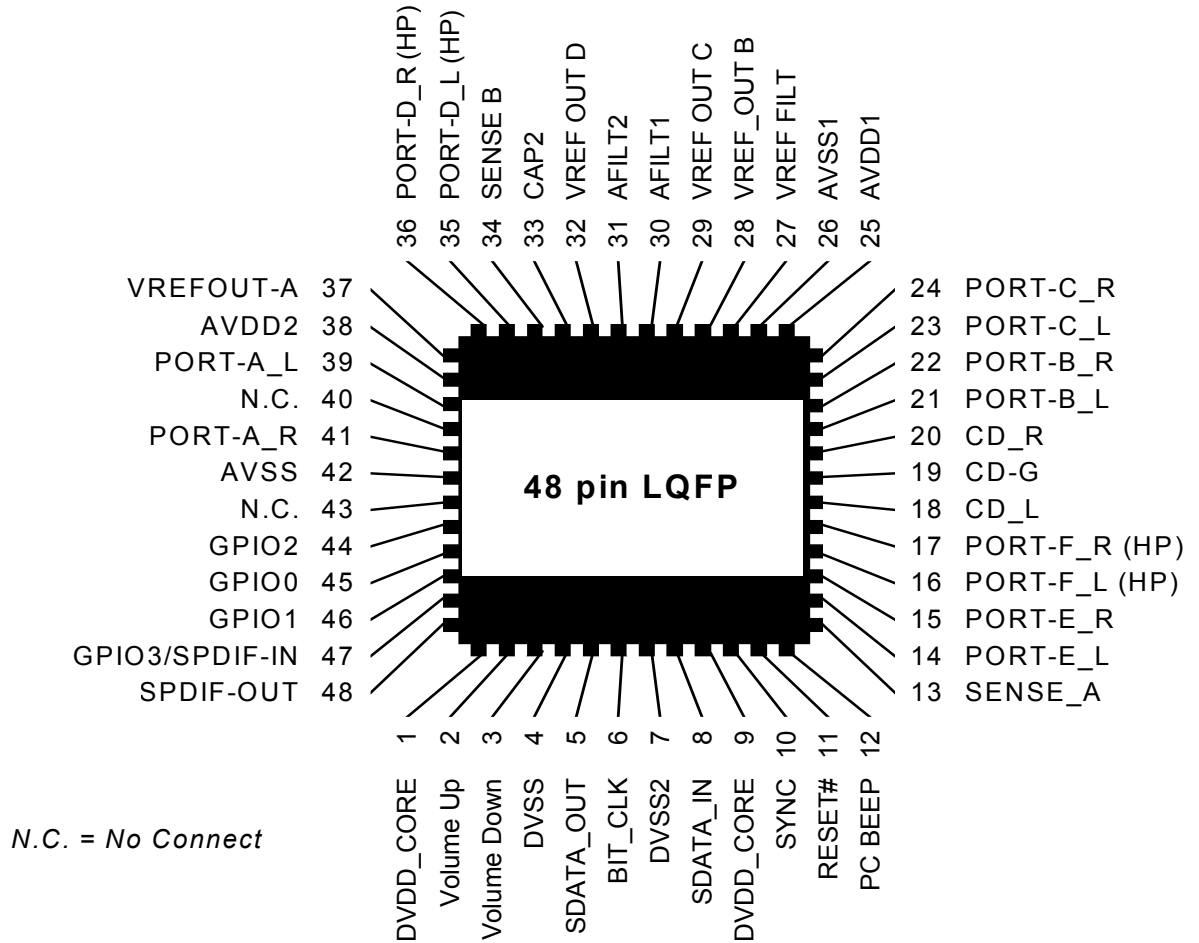 36 PORT-D_R (HP)
35 PORT-D_L (HP)
34 SENSE B
33 CAP2
32 VREF OUT D
31 AFILT2
30 AFILT1
29 VREF OUT C
28 VREF_OUT B
27 VREF FILT
26 AVSS1
25 AVDD1
VREFOUT-A 37
AVDD2 38
PORT-A_L 39
N.C. 40
PORT-A_R 41
AVSS 42
N.C. 43
GPIO2 44
GPIO0 45
GPIO1 46
GPIO3/SPDIF-IN 47
SPDIF-OUT 48
48 pin LQFP
24 PORT-C_R
23 PORT-C_L
22 PORT-B_R
21 PORT-B_L
20 CD_R
19 CD-G
18 CD_L
17 PORT-F_R (HP)
16 PORT-F_L (HP)
15 PORT-E_R
14 PORT-E_L
13 SENSE_A
DVDD_CORE 1
Volume Up 2
Volume Down 3
DVSS 4
SDATA_OUT 5
BIT_CLK 6
DVSS2 7
SDATA_IN 8
DVDD_CORE 9
SYNC 10
RESET# 11
PC BEEP 12
N.C. = No Connect